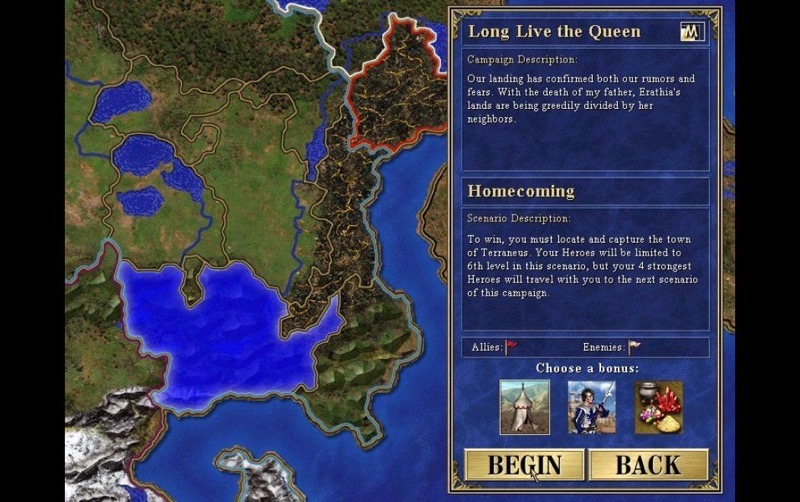 Long Live the Queen
Campaign Description:
Our landing has confirmed both our rumors and
fears. With the death of my father, Erathia's
lands are being greedily divided by her
neighbors.
Homecoming
Scenario Description:
To win, you must locate and capture the town
of Terraneus. Your Heroes will be limited to
6th level in this scenario, but your 4 strongest
Heroes will travel with you to the next scenario
of this campaign.
Allies: Enemies:
Choose a bonus:
BEGIN BACK